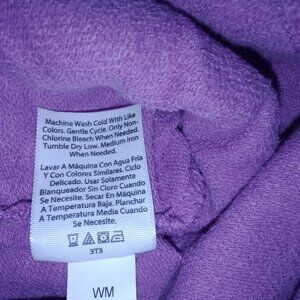 Machine Wash Cold With Like
Colors. Gentle Cycle. Only Non-
Chlorine Bleach When Needed.
Tumble Dry Low. Medium Iron
When Needed.
Lavar A Máquina Con Agua Fria
Y Con Colores Similares. Ciclo
Delicado. Usar Solamente
Blanqueador Sin Cloro Cuando
Se Necesite. Secar En Máquina
A Temperatura Baja. Planchar
A Temperatura Media Cuando
Se Necesite.
3T3
WM